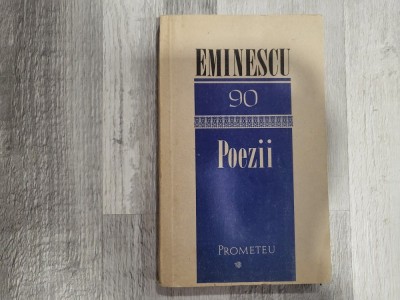 EMINESCU
90
Poezii
PROMETEU